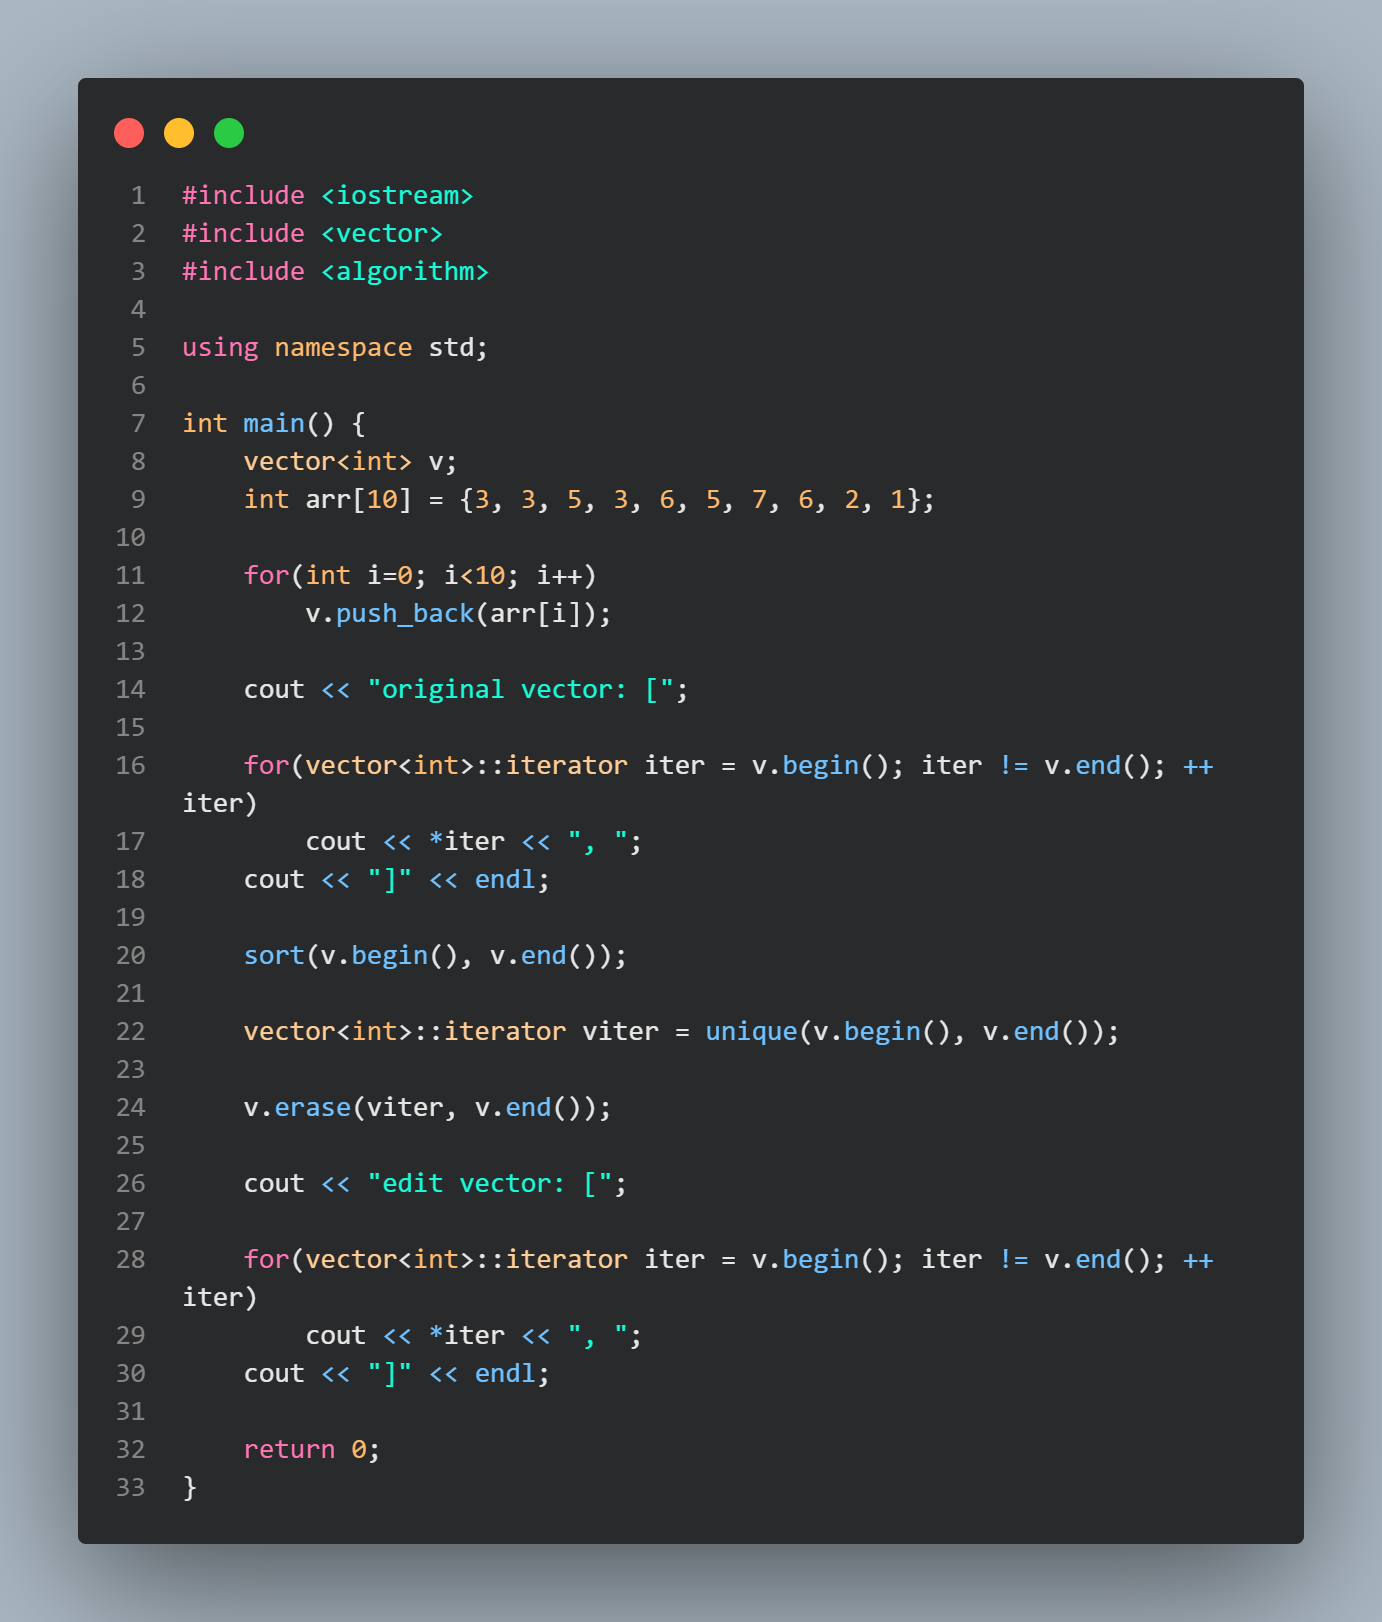 1 #include <iostream>
2 #include <vector>
3 #include <algorithm>
4
5 using namespace std;
6
7 int main() {
8     vector<int> v;
9     int arr[10] = {3, 3, 5, 3, 6, 5, 7, 6, 2, 1};
10
11     for(int i=0; i<10; i++)
12         v.push_back(arr[i]);
13
14     cout << "original vector: [";
15
16     for(vector<int>::iterator iter = v.begin(); iter != v.end(); ++
iter)
17         cout << *iter << ", ";
18     cout << "]" << endl;
19
20     sort(v.begin(), v.end());
21
22     vector<int>::iterator viter = unique(v.begin(), v.end());
23
24     v.erase(viter, v.end());
25
26     cout << "edit vector: [";
27
28     for(vector<int>::iterator iter = v.begin(); iter != v.end(); ++
iter)
29         cout << *iter << ", ";
30     cout << "]" << endl;
31
32     return 0;
33 }